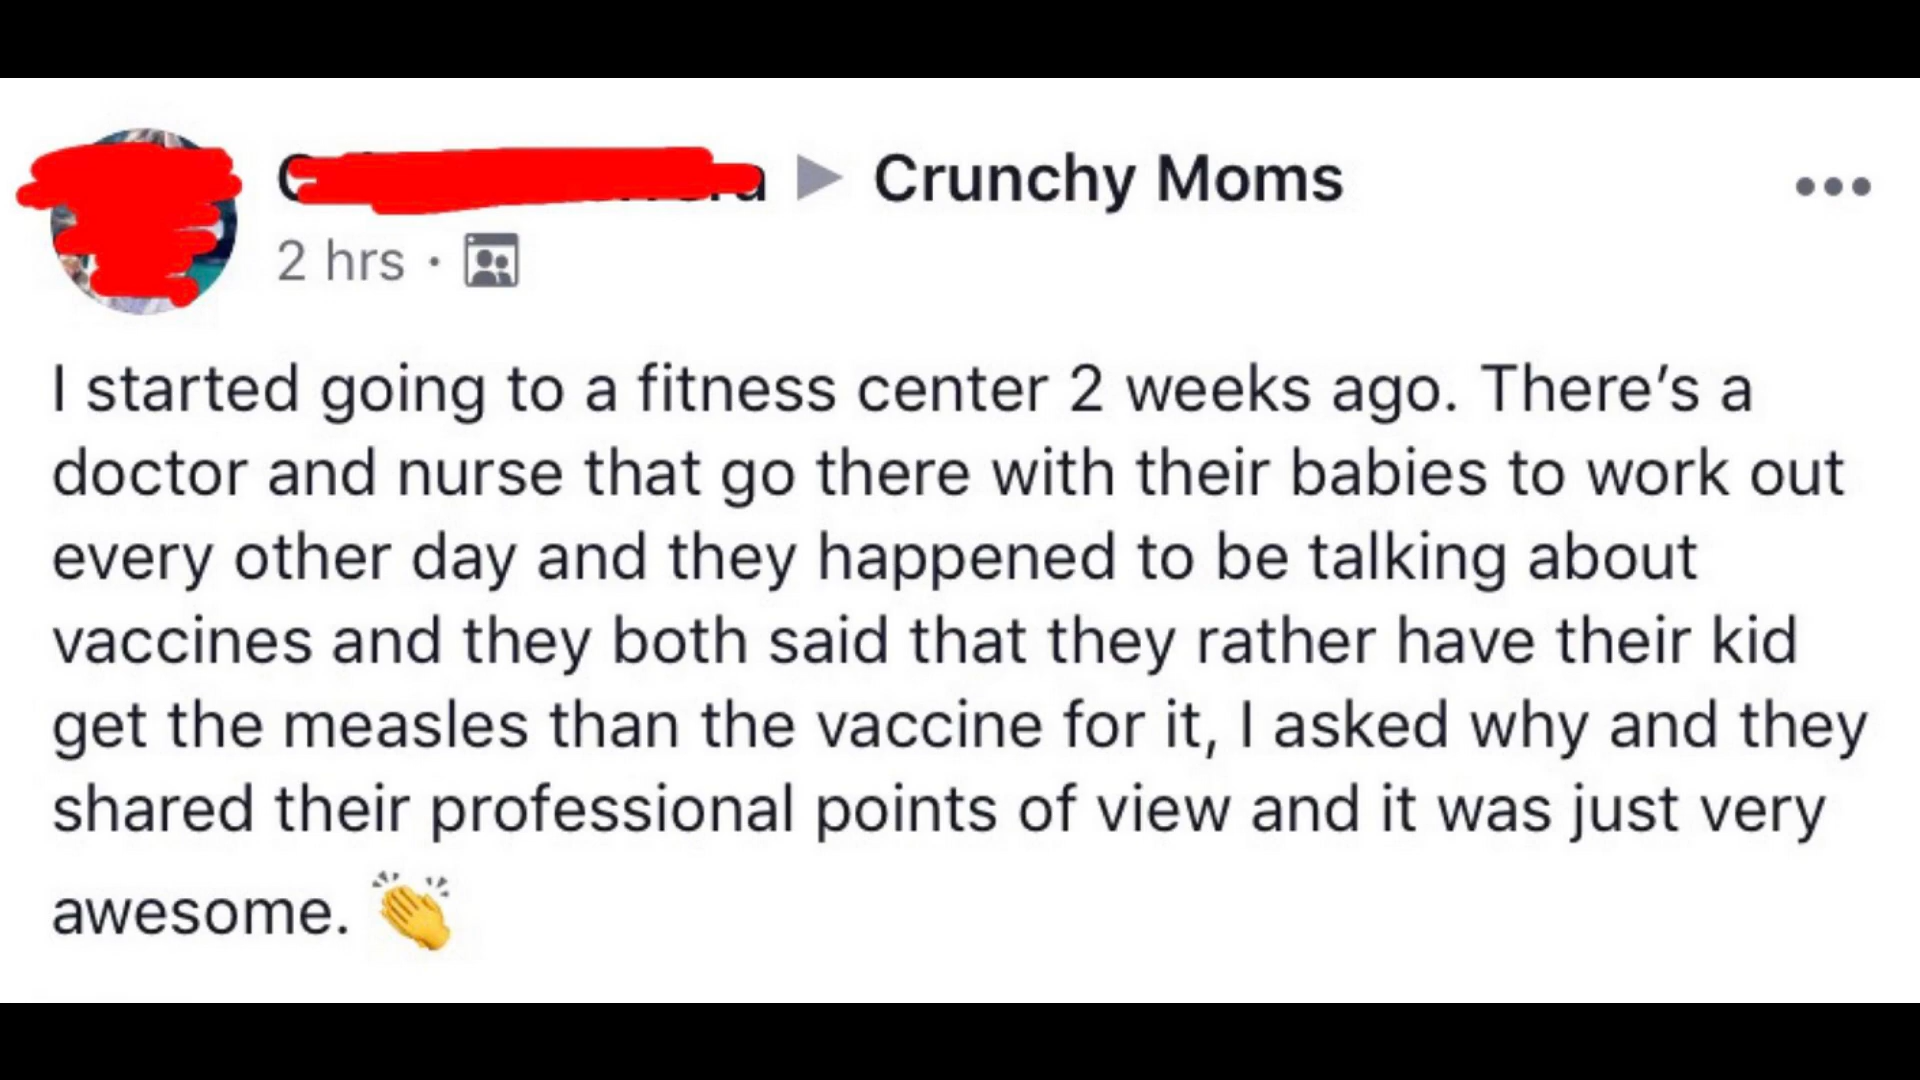 Crunchy Moms
2 hrs
I started going to a fitness center 2 weeks ago. There’s a
doctor and nurse that go there with their babies to work out
every other day and they happened to be talking about
vaccines and they both said that they rather have their kid
get the measles than the vaccine for it, I asked why and they
shared their professional points of view and it was just very
awesome. 👏